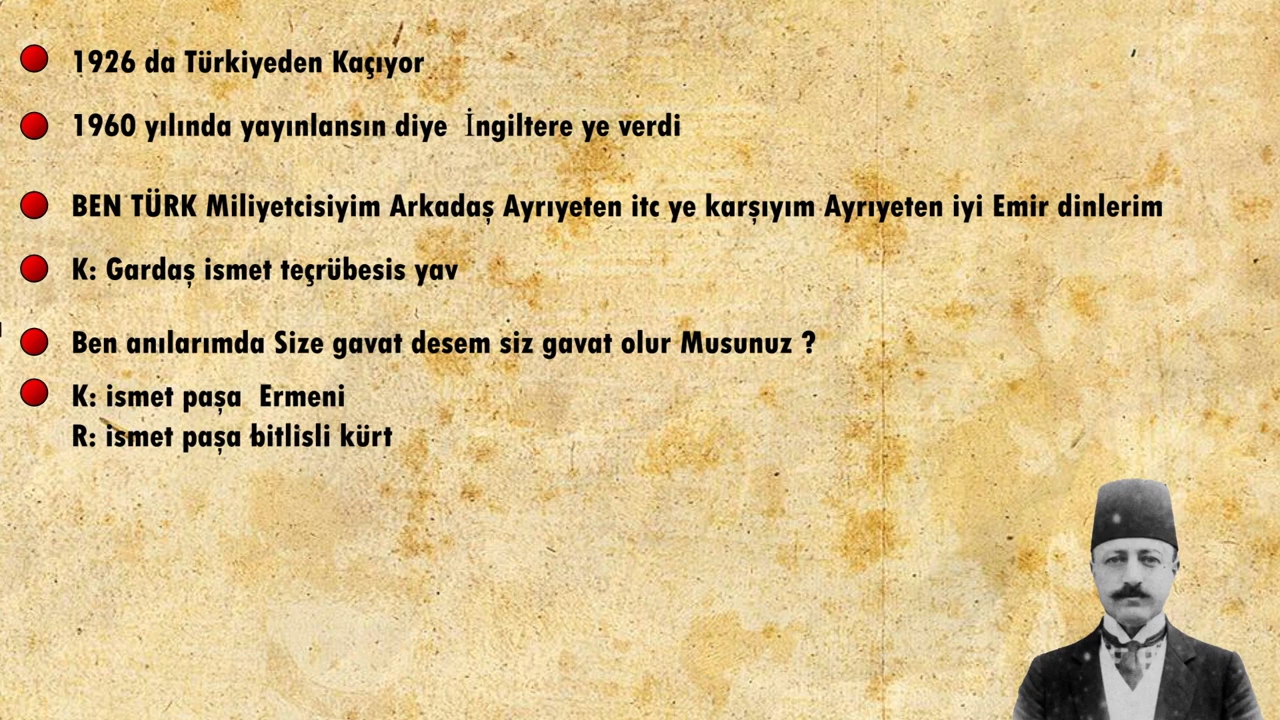 1926 da Türkiyeden Kaçıyor
1960 yılında yayınlansın diye İngiltere ye verdi
BEN TÜRK Miliyetcisiyim Arkadaş Ayrıyeten itc ye karşıyım Ayrıyeten iyi Emir dinlerim
K: Gardaş ismet teçrübesis yav
Ben anılarımda Size gavat desem siz gavat olur Musunuz ?
K: ismet paşa Ermeni
R: ismet paşa bitlisli kürt